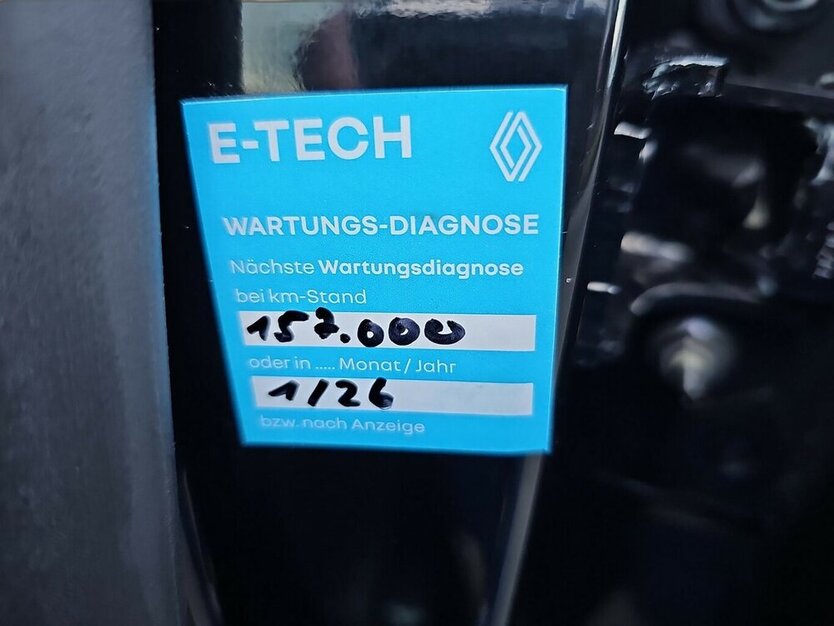 E-TECH
WARTUNGS-DIAGNOSE
Nächste Wartungsdiagnose
bei km-Stand
157.000
oder in ..... Monat / Jahr
1/26
bzw. nach Anzeige